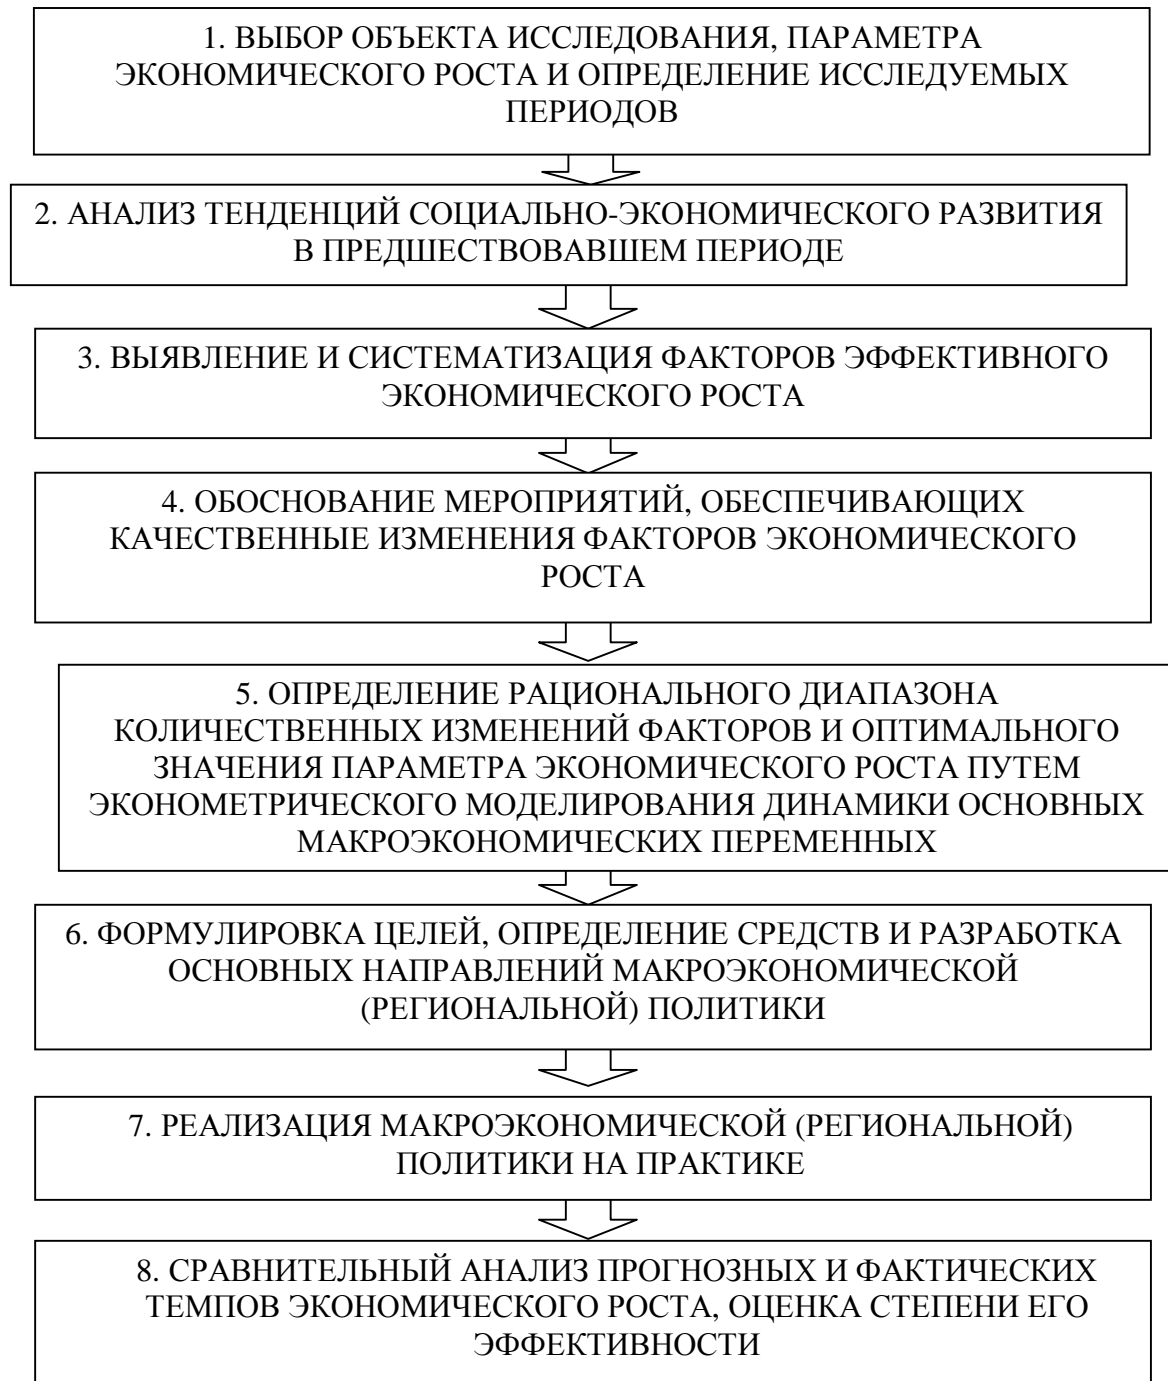 1. ВЫБОР ОБЪЕКТА ИССЛЕДОВАНИЯ, ПАРАМЕТРА
ЭКОНОМИЧЕСКОГО РОСТА И ОПРЕДЕЛЕНИЕ ИССЛЕДУЕМЫХ
ПЕРИОДОВ
2. АНАЛИЗ ТЕНДЕНЦИЙ СОЦИАЛЬНО-ЭКОНОМИЧЕСКОГО РАЗВИТИЯ
В ПРЕДШЕСТВОВАВШЕМ ПЕРИОДЕ
3. ВЫЯВЛЕНИЕ И СИСТЕМАТИЗАЦИЯ ФАКТОРОВ ЭФФЕКТИВНОГО
ЭКОНОМИЧЕСКОГО РОСТА
4. ОБОСНОВАНИЕ МЕРОПРИЯТИЙ, ОБЕСПЕЧИВАЮЩИХ
КАЧЕСТВЕННЫЕ ИЗМЕНЕНИЯ ФАКТОРОВ ЭКОНОМИЧЕСКОГО
РОСТА
5. ОПРЕДЕЛЕНИЕ РАЦИОНАЛЬНОГО ДИАПАЗОНА
КОЛИЧЕСТВЕННЫХ ИЗМЕНЕНИЙ ФАКТОРОВ И ОПТИМАЛЬНОГО
ЗНАЧЕНИЯ ПАРАМЕТРА ЭКОНОМИЧЕСКОГО РОСТА ПУТЕМ
ЭКОНОМЕТРИЧЕСКОГО МОДЕЛИРОВАНИЯ ДИНАМИКИ ОСНОВНЫХ
МАКРОЭКОНОМИЧЕСКИХ ПЕРЕМЕННЫХ
6. ФОРМУЛИРОВКА ЦЕЛЕЙ, ОПРЕДЕЛЕНИЕ СРЕДСТВ И РАЗРАБОТКА
ОСНОВНЫХ НАПРАВЛЕНИЙ МАКРОЭКОНОМИЧЕСКОЙ
(РЕГИОНАЛЬНОЙ) ПОЛИТИКИ
7. РЕАЛИЗАЦИЯ МАКРОЭКОНОМИЧЕСКОЙ (РЕГИОНАЛЬНОЙ)
ПОЛИТИКИ НА ПРАКТИКЕ
8. СРАВНИТЕЛЬНЫЙ АНАЛИЗ ПРОГНОЗНЫХ И ФАКТИЧЕСКИХ
ТЕМПОВ ЭКОНОМИЧЕСКОГО РОСТА, ОЦЕНКА СТЕПЕНИ ЕГО
ЭФФЕКТИВНОСТИ